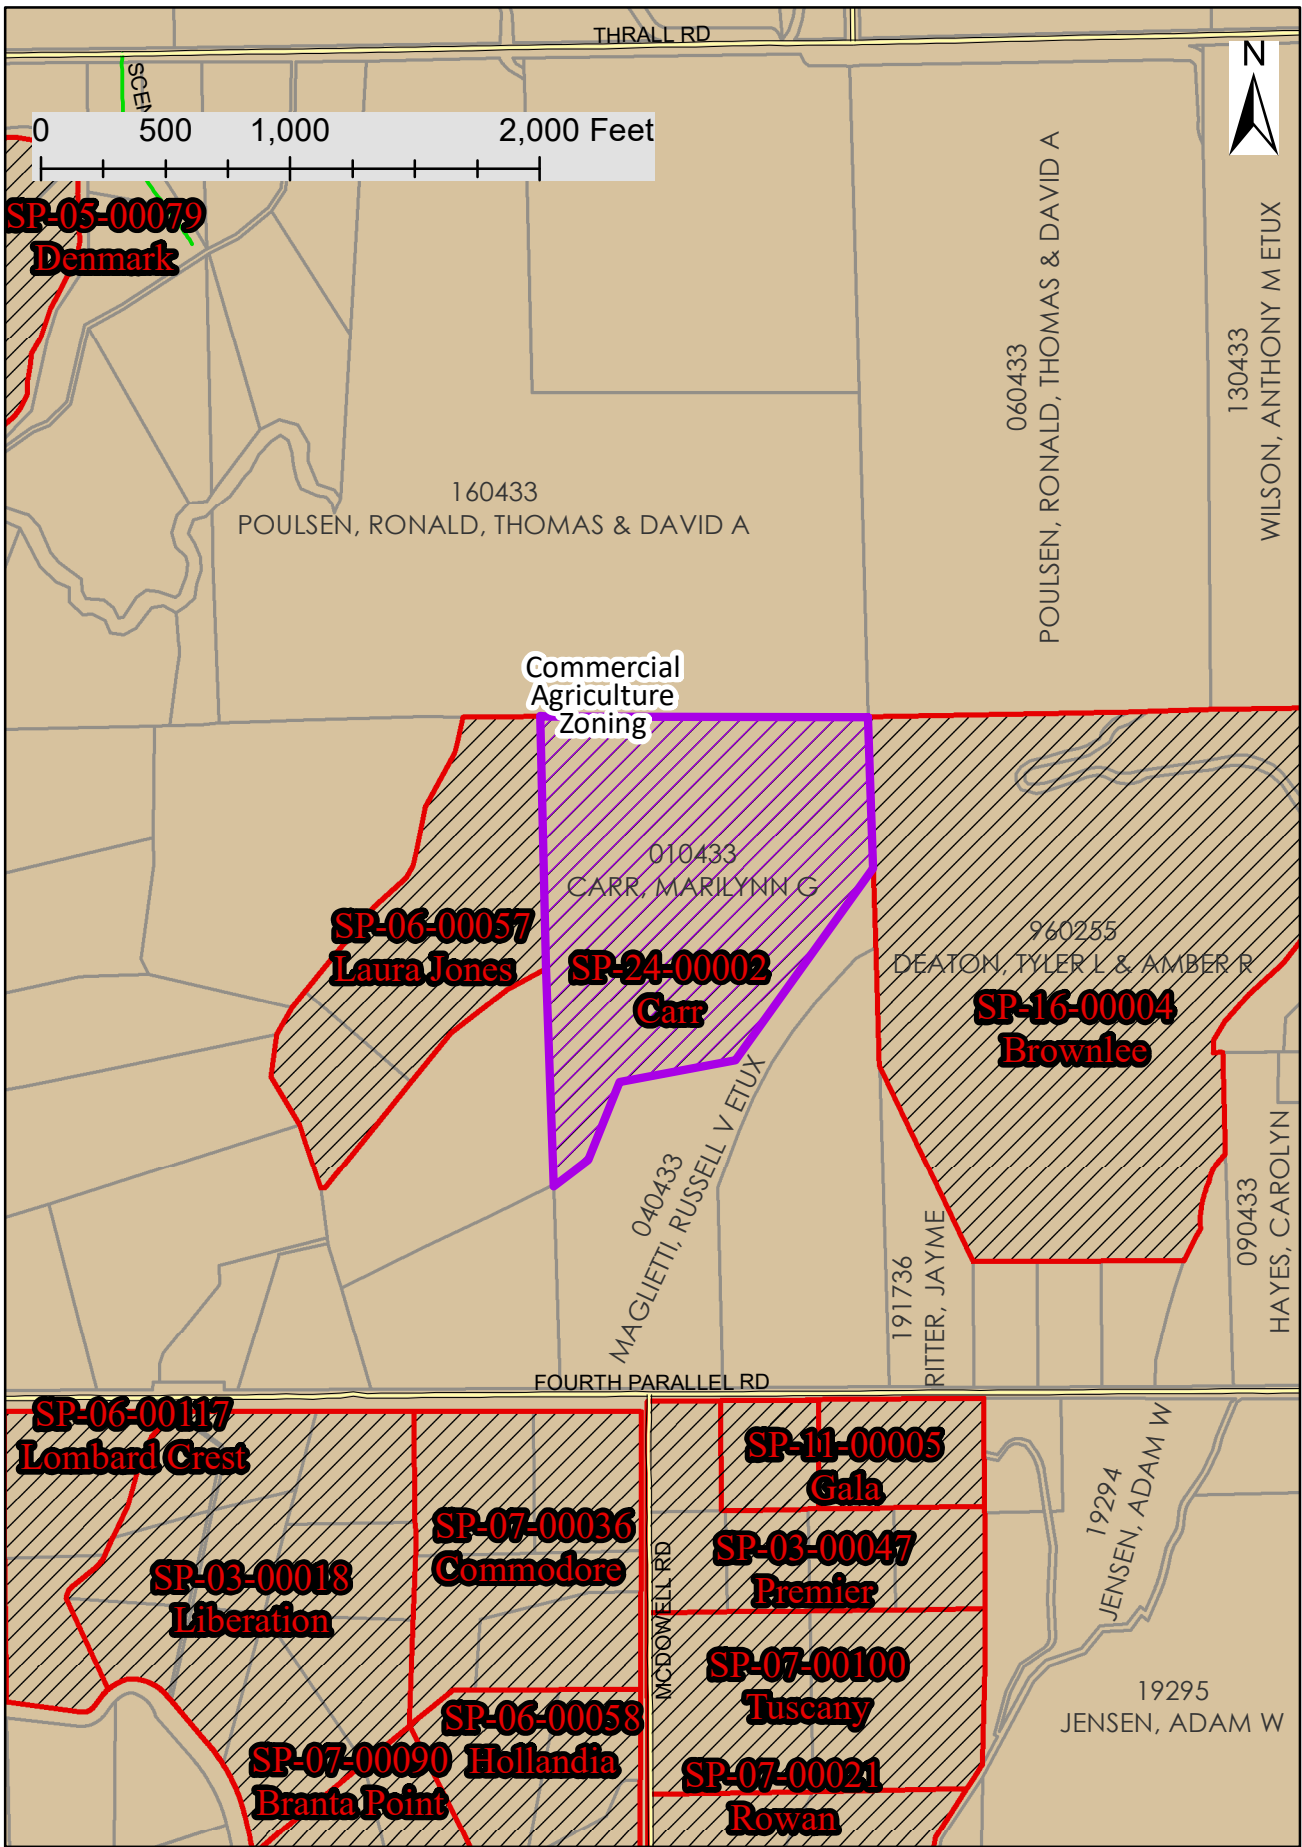 THRALL RD
N
SCEN
0 500 1,000 2,000 Feet
SP-05-00079
Denmark
060433
POULSEN, RONALD, THOMAS & DAVID A
130433
WILSON, ANTHONY M ETUX
160433
POULSEN, RONALD, THOMAS & DAVID A
Commercial
Agriculture
Zoning
010433
CARR, MARILYNN G
SP-06-00057
Laura Jones
SP-24-00002
Carr
960255
DEATON, TYLER L & AMBER R
SP-16-00004
Brownlee
040433
MAGLIETTI, RUSSELL V ETUX
191736
RITTER, JAYME
090433
HAYES, CAROLYN
FOURTH PARALLEL RD
SP-06-00117
Lombard Crest
SP-11-00005
Gala
19294
JENSEN, ADAM W
SP-07-00036
Commodore
SP-03-00047
Premier
SP-03-00018
Liberation
MCDOWELL RD
SP-07-00100
Tuscany
19295
JENSEN, ADAM W
SP-06-00058
Hollandia
SP-07-00090
Branta Point
SP-07-00021
Rowan